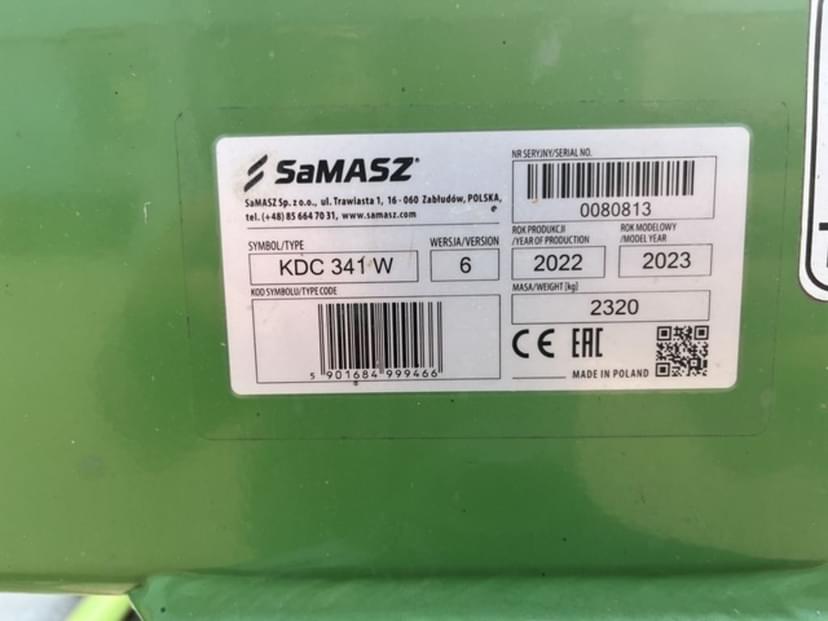 SaMASZ
SaMASZ Sp. z o.o., ul. Trawiasta 1, 16-060 Zabłudów, POLSKA,
tel. (+48) 85 664 70 31, www.samasz.com
SYMBOL/TYPE
WERSJA/VERSION
KDC 341 W
6
KOD SYMBOLU/TYPE CODE
5 901684 999466
NR SERYJNY/SERIAL NO.
0080813
ROK PRODUKCJI
/YEAR OF PRODUCTION
ROK MODELOWY
/MODEL YEAR
2022
2023
MASA/WEIGHT [kg]
2320
CE EAC
MADE IN POLAND